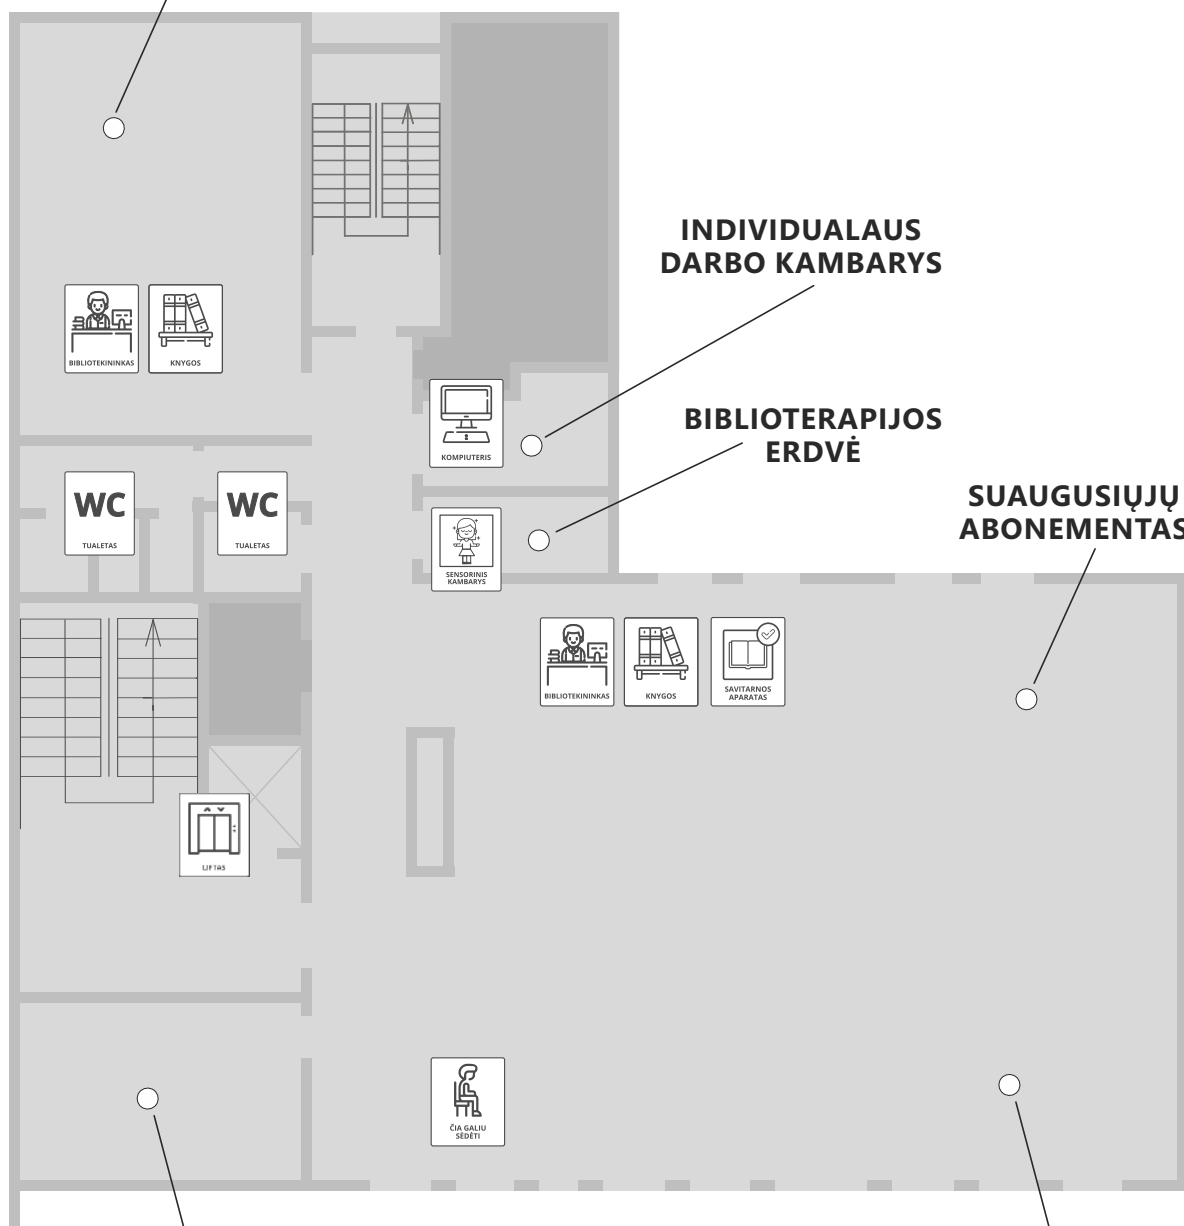 INDIVIDUALAUS
DARBO KAMBARYS
BIBLIOTEKININKAS
KNYGOS
KOMPIUTERIS
BIBLIOTERAPIJOS
ERDVĖ
WC
TUALETAS
WC
TUALETAS
SENSORINIS
KAMBARYS
SUAUGUSIŲJŲ
ABONEMENTAS
BIBLIOTEKININKAS
KNYGOS
SAVITARNOS
APARATAS
LIFTAS
ČIA GALIU
SĖDĖTI